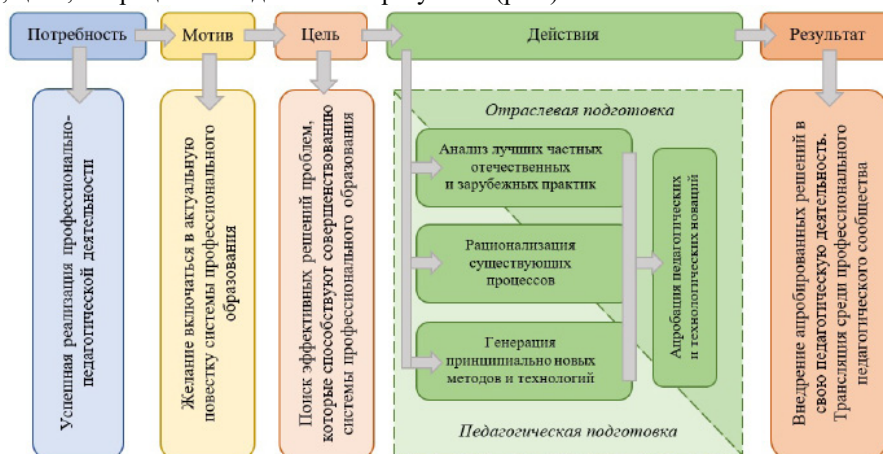 Потребность
Мотив
Цель
Действия
Результат
Успешная реализация профессионально-
педагогической деятельности
Желание включаться в актуальную
повестку системы профессионального
образования
Поиск эффективных решений проблем,
которые способствуют совершенствованию
системы профессионального образования
Отраслевая подготовка
Анализ лучших частных
отечественных
и зарубежных практик
Рационализация
существующих
процессов
Генерация
принципиально новых
методов и технологий
Апробация педагогических
и технологических новаций
Педагогическая подготовка
Внедрение апробированных решений в
свою педагогическую деятельность.
Трансляция среди профессионального
педагогического сообщества